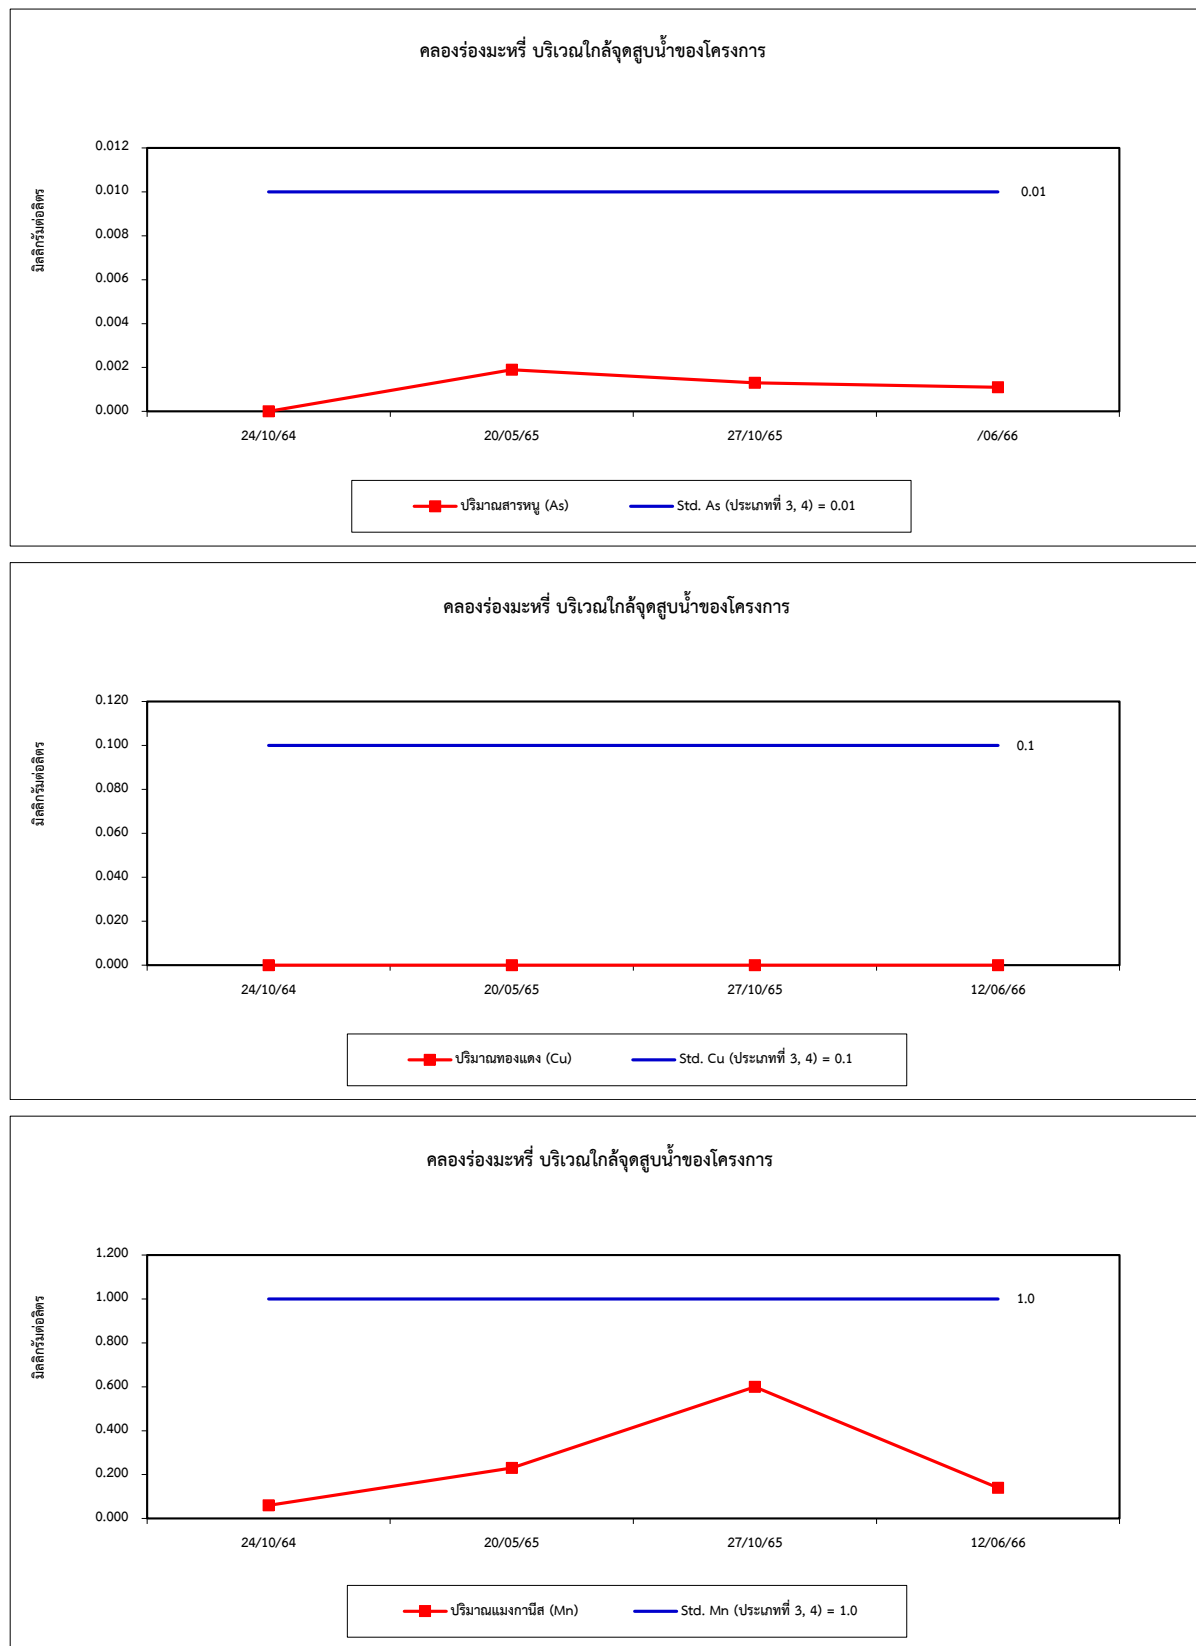 คลองร่องมะหรี่ บริเวณใกล้จุดสูบน้ำของโครงการ
มิลลิกรัมต่อลิตร
0.012
0.010
0.008
0.006
0.004
0.002
0.000
0.01
24/10/64 20/05/65 27/10/65 /06/66
ปริมาณสารหนู (As) Std. As (ประเภทที่ 3, 4) = 0.01
คลองร่องมะหรี่ บริเวณใกล้จุดสูบน้ำของโครงการ
มิลลิกรัมต่อลิตร
0.120
0.100
0.080
0.060
0.040
0.020
0.000
0.1
24/10/64 20/05/65 27/10/65 12/06/66
ปริมาณทองแดง (Cu) Std. Cu (ประเภทที่ 3, 4) = 0.1
คลองร่องมะหรี่ บริเวณใกล้จุดสูบน้ำของโครงการ
มิลลิกรัมต่อลิตร
1.200
1.000
0.800
0.600
0.400
0.200
0.000
1.0
24/10/64 20/05/65 27/10/65 12/06/66
ปริมาณแมงกานีส (Mn) Std. Mn (ประเภทที่ 3, 4) = 1.0